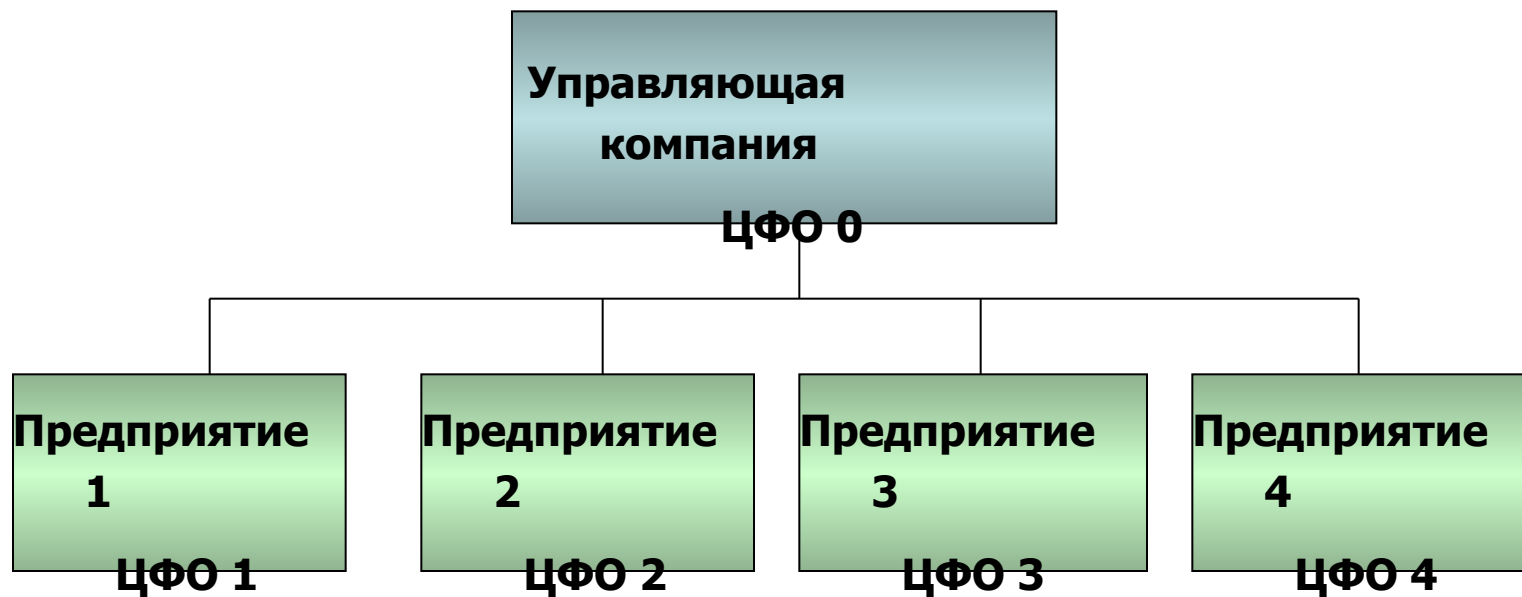 Управляющая
компания
ЦФО 0
Предприятие
1
ЦФО 1
Предприятие
2
ЦФО 2
Предприятие
3
ЦФО 3
Предприятие
4
ЦФО 4